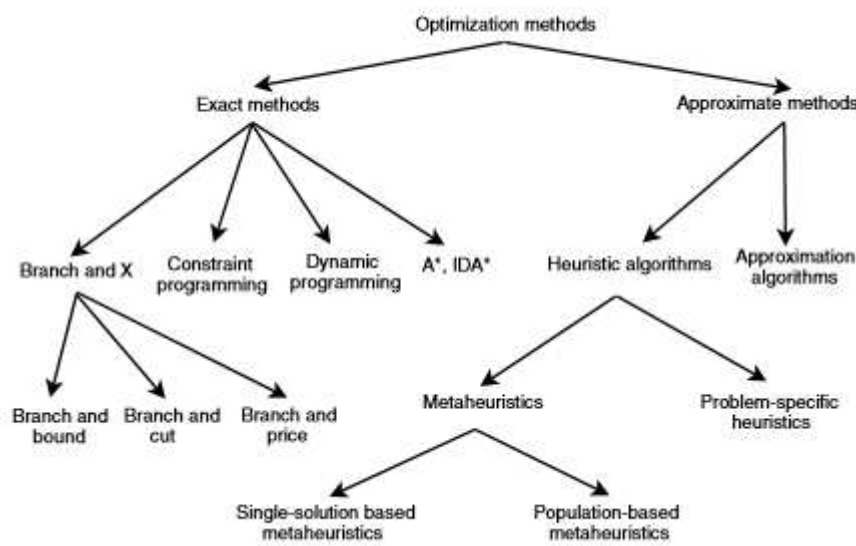 Optimization methods
Exact methods
Approximate methods
Branch and X
Constraint
programming
Dynamic
programming
A*, IDA*
Heuristic algorithms
Approximation
algorithms
Branch and
bound
Branch and
cut
Branch and
price
Metaheuristics
Problem-specific
heuristics
Single-solution based
metaheuristics
Population-based
metaheuristics